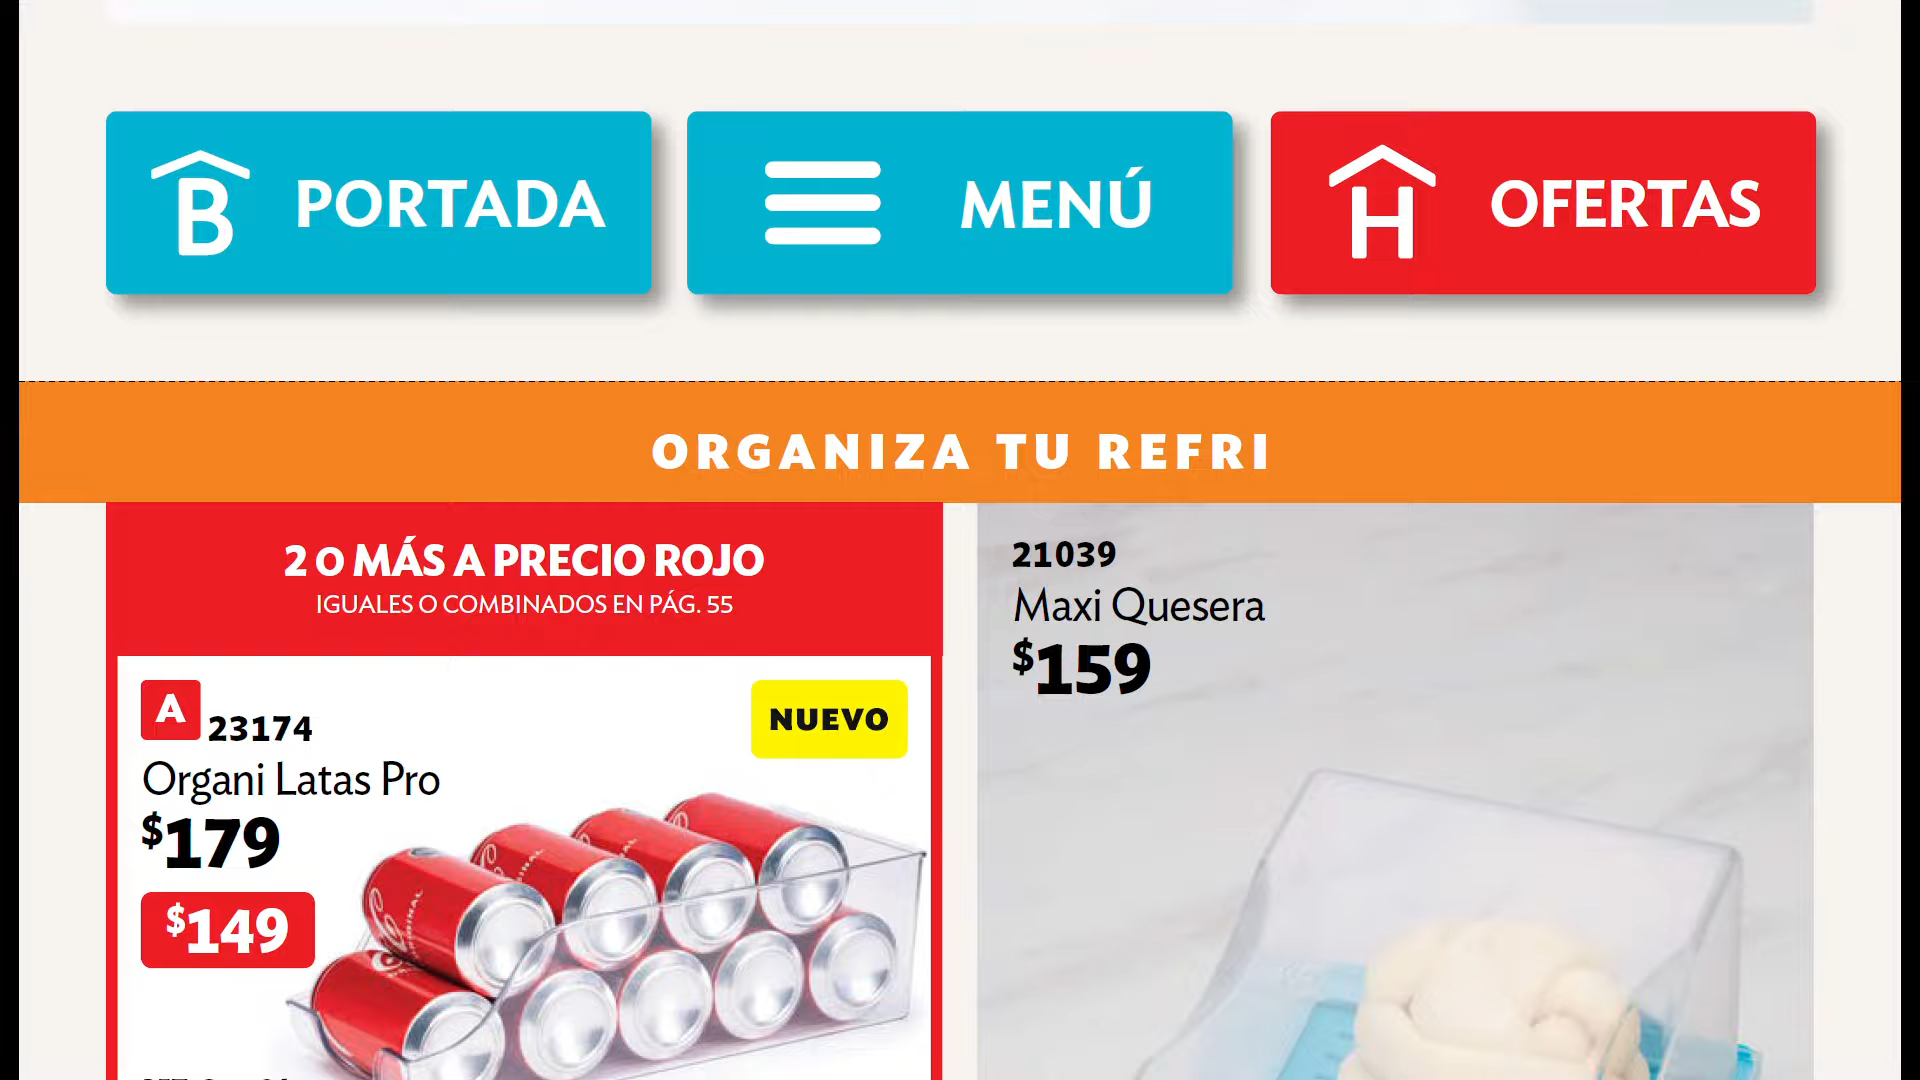 B PORTADA
MENÚ
H OFERTAS
ORGANIZA TU REFRI
2 O MÁS A PRECIO ROJO
IGUALES O COMBINADOS EN PÁG. 55
A 23174
NUEVO
Organi Latas Pro
$179
$149
21039
Maxi Quesera
$159